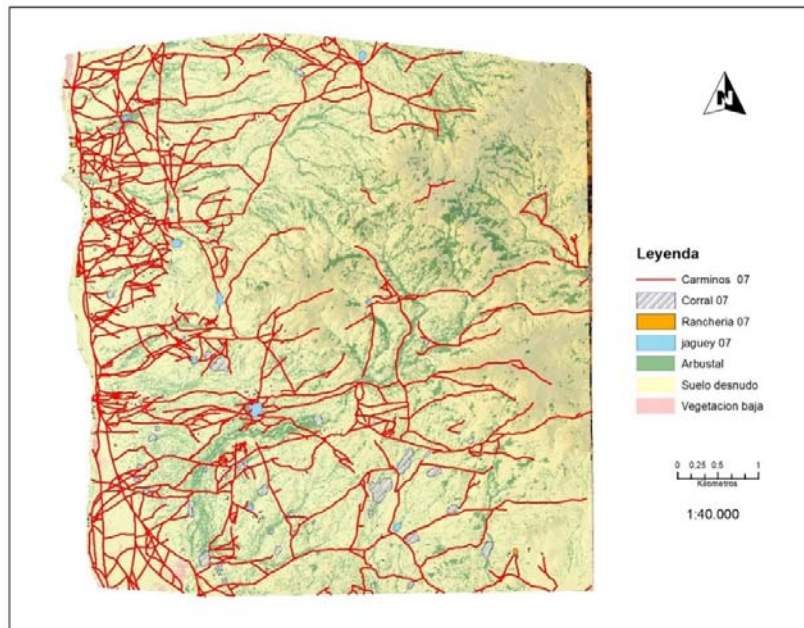 N
Leyenda
Carminos 07
Corral 07
Rancheria 07
jaguey 07
Arbustal
Suelo desnudo
Vegetacion baja
0 0.25 0.5 1
Kilometros
1:40.000